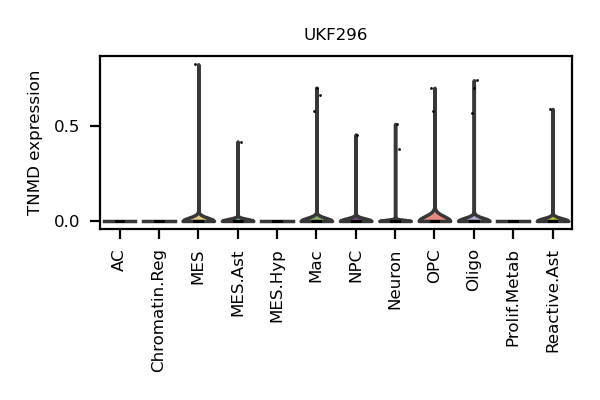 UKF296
TNMD expression
0.5
0.0
AC
Chromatin.Reg
MES
MES.Ast
MES.Hyp
Mac
NPC
Neuron
OPC
Oligo
Prolif.Metab
Reactive.Ast